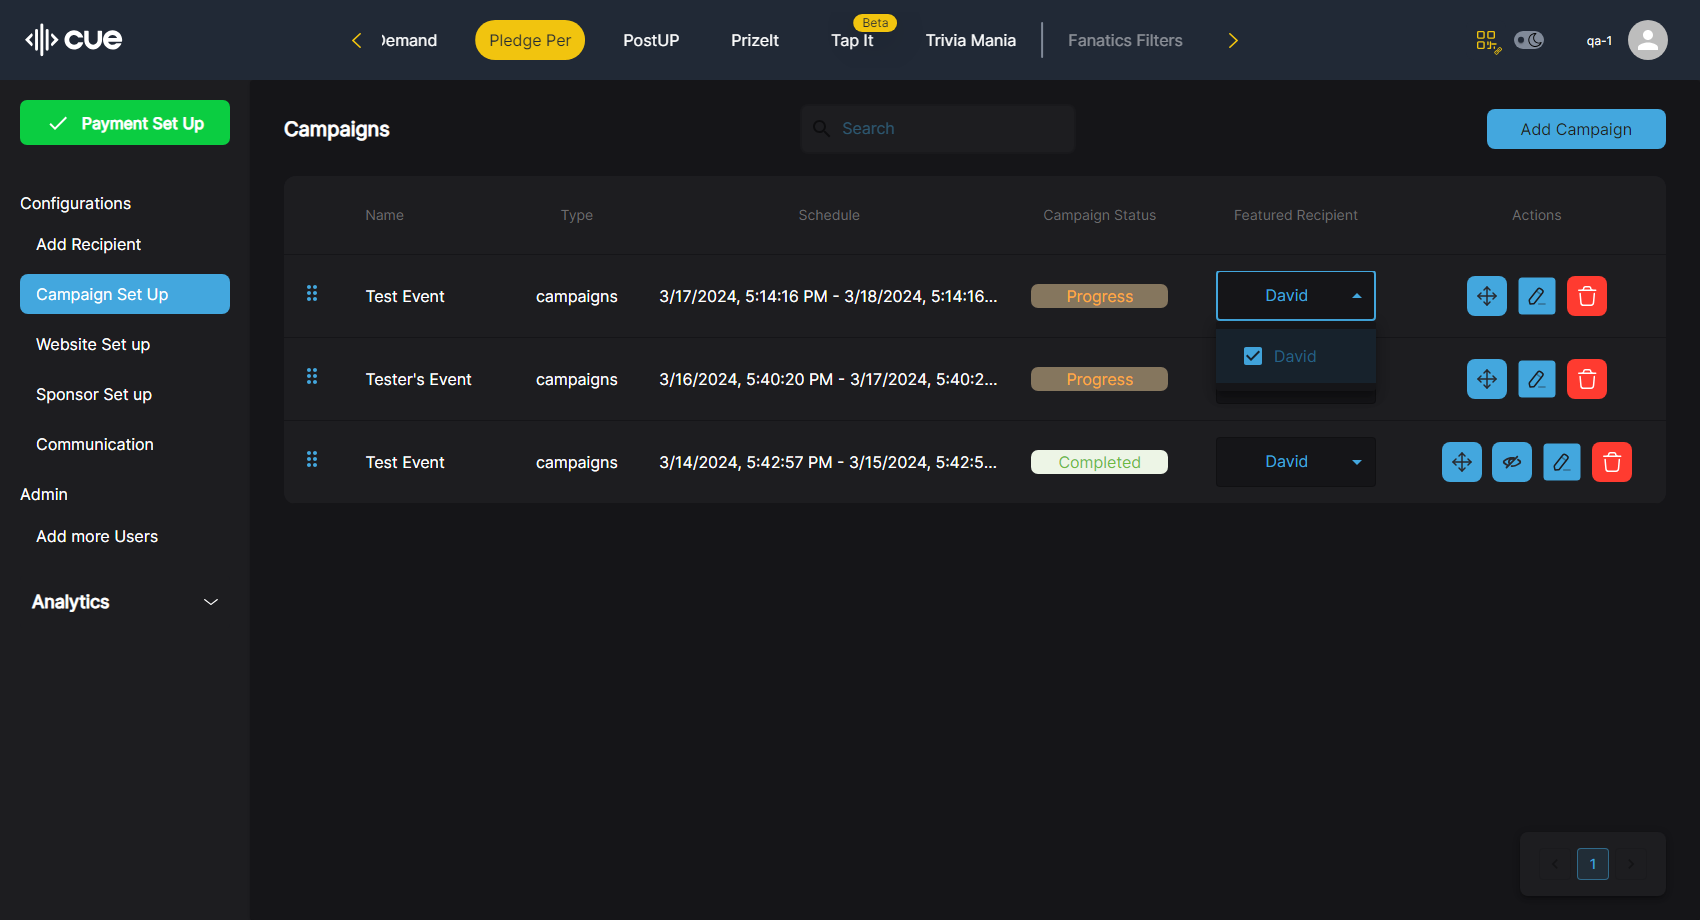 cue
Demand
Pledge Per
PostUP
PrizeIt
Beta
Tap It
Trivia Mania
Fanatics Filters
qa-1
Payment Set Up
Configurations
Add Recipient
Campaign Set Up
Website Set up
Sponsor Set up
Communication
Admin
Add more Users
Analytics
Campaigns
Search
Add Campaign
Name Type Schedule Campaign Status Featured Recipient Actions
Test Event campaigns 3/17/2024, 5:14:16 PM - 3/18/2024, 5:14:16... Progress David
David
Tester's Event campaigns 3/16/2024, 5:40:20 PM - 3/17/2024, 5:40:2... Progress
Test Event campaigns 3/14/2024, 5:42:57 PM - 3/15/2024, 5:42:5... Completed David
1